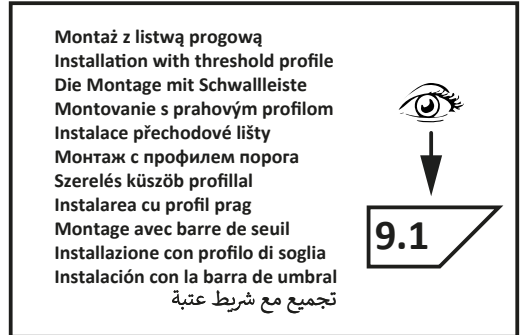 Montaż z listwą progową
Installation with threshold profile
Die Montage mit Schwallleiste
Montovanie s prahovým profilom
Instalace přechodové lišty
Монтаж с профилем порога
Szerelés küszöb profillal
Instalarea cu profil prag
Montage avec barre de seuil
Installazione con profilo di soglia
Instalación con la barra de umbral
تجميع مع شريط عتبة
9.1